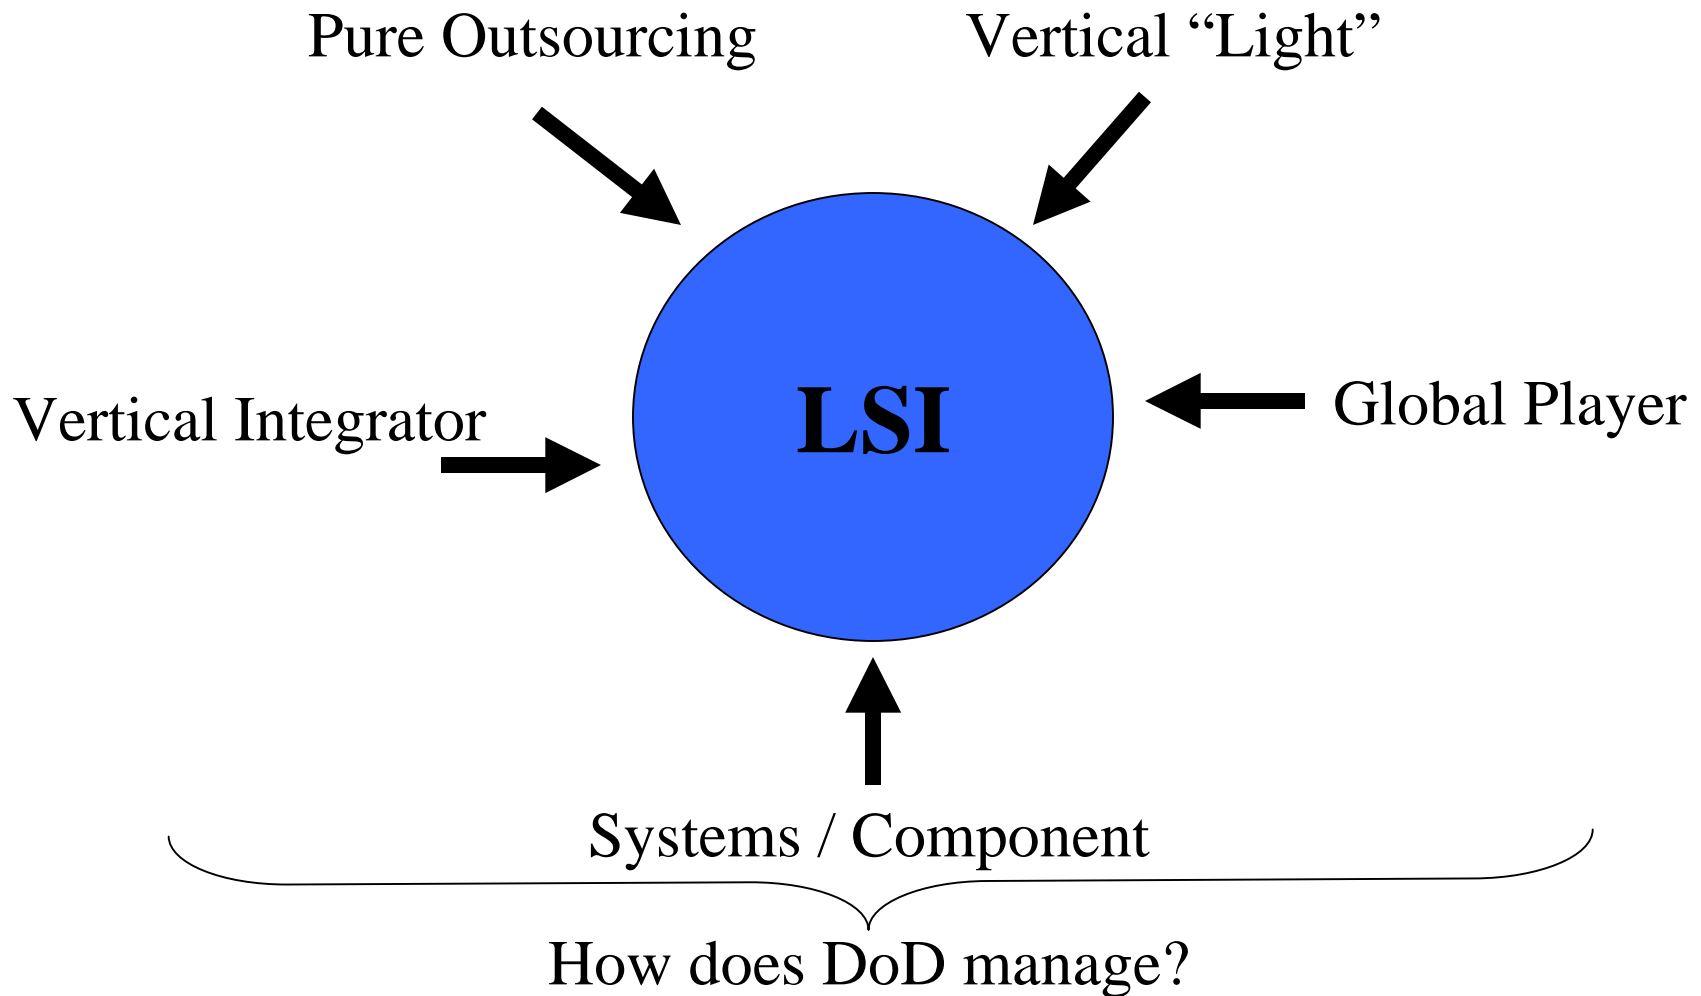 Pure Outsourcing
Vertical “Light”
Vertical Integrator
LSI
Global Player
Systems / Component
How does DoD manage?